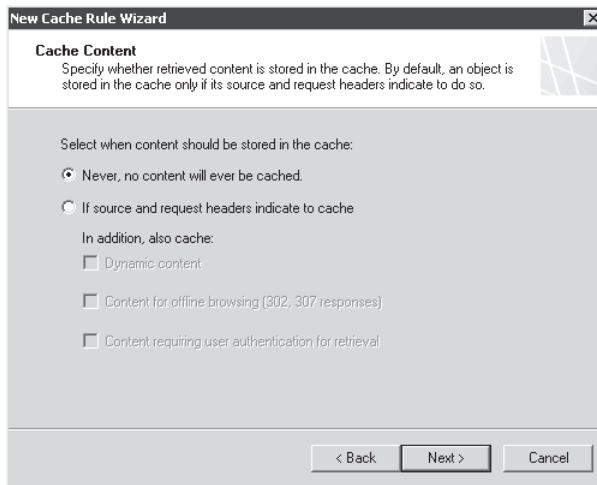 New Cache Rule Wizard
Cache Content
Specify whether retrieved content is stored in the cache. By default, an object is
stored in the cache only if its source and request headers indicate to do so.
Select when content should be stored in the cache:
Never, no content will ever be cached.
If source and request headers indicate to cache
In addition, also cache:
Dynamic content
Content for offline browsing (302, 307 responses)
Content requiring user authentication for retrieval
< Back
Next >
Cancel